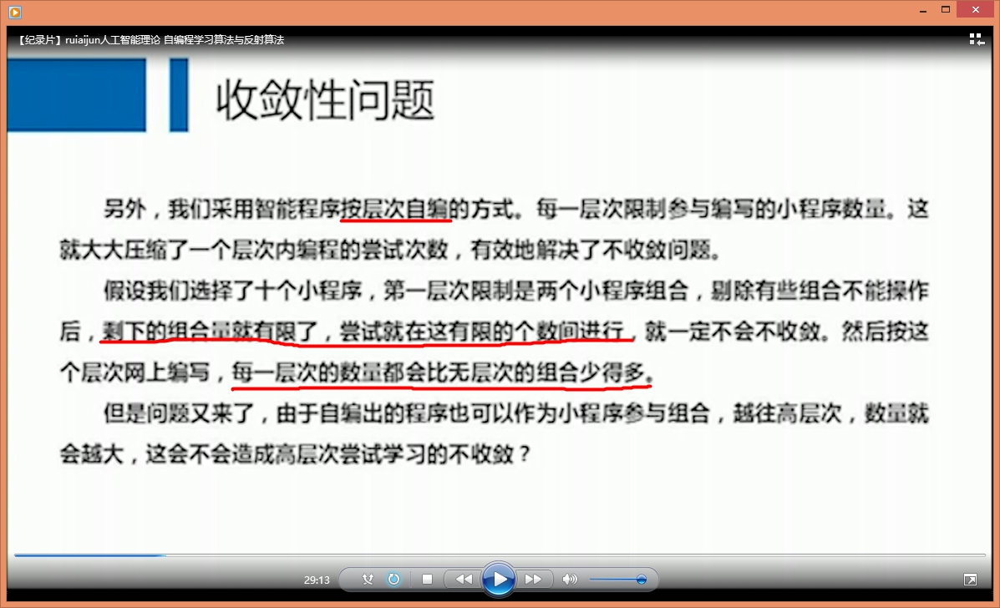 【纪录片】ruiaijun人工智能理论 自编程学习算法与反射算法
收敛性问题
另外，我们采用智能程序按层次自编的方式。每一层次限制参与编写的小程序数量。这
就大大压缩了一个层次内编程的尝试次数，有效地解决了不收敛问题。
假设我们选择了十个小程序，第一层次限制是两个小程序组合，剔除有些组合不能操作
后，剩下的组合量就有限了，尝试就在这有限的个数间进行，就一定不会不收敛。然后按这
个层次网上编写，每一层次的数量都会比无层次的组合少得多。
但是问题又来了，由于自编出的程序也可以作为小程序参与组合，越往高层次，数量就
会越大，这会不会造成高层次尝试学习的不收敛？
29:13